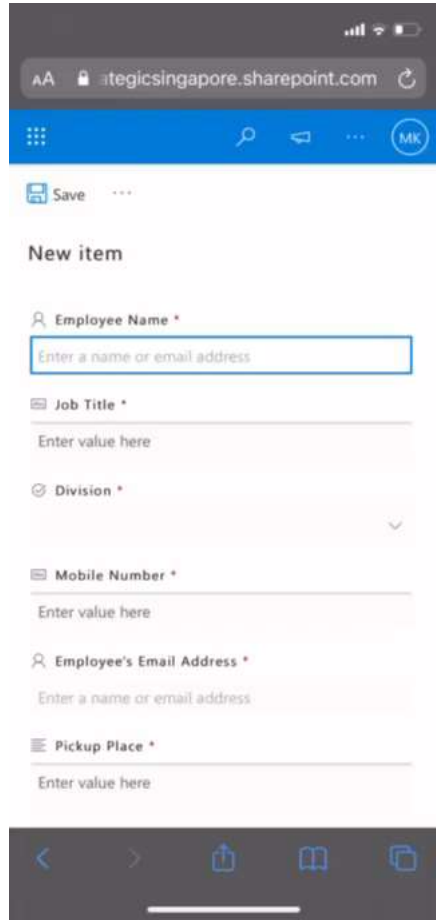 AA ategicsingapore.sharepoint.com
MK
Save ...
New item
Employee Name *
Enter a name or email address
Job Title *
Enter value here
Division *
Mobile Number *
Enter value here
Employee's Email Address *
Enter a name or email address
Pickup Place *
Enter value here